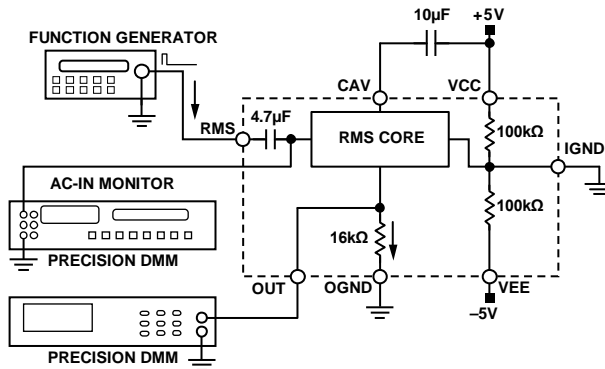 10µF
+5V
FUNCTION GENERATOR
CAV
VCC
4.7µF
RMS
RMS CORE
100kΩ
IGND
AC-IN MONITOR
100kΩ
16kΩ
PRECISION DMM
OUT
OGND
VEE
–5V
PRECISION DMM